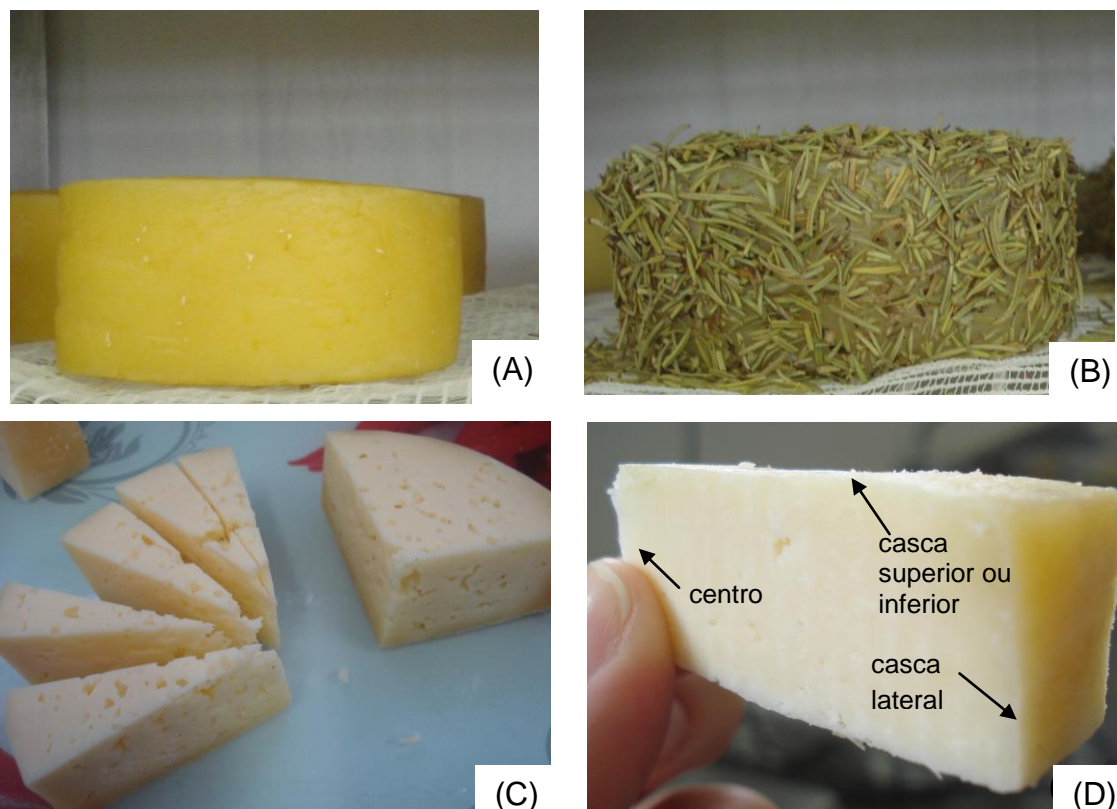 (A)
(B)
(C)
centro
casca
superior ou
inferior
casca
lateral
(D)